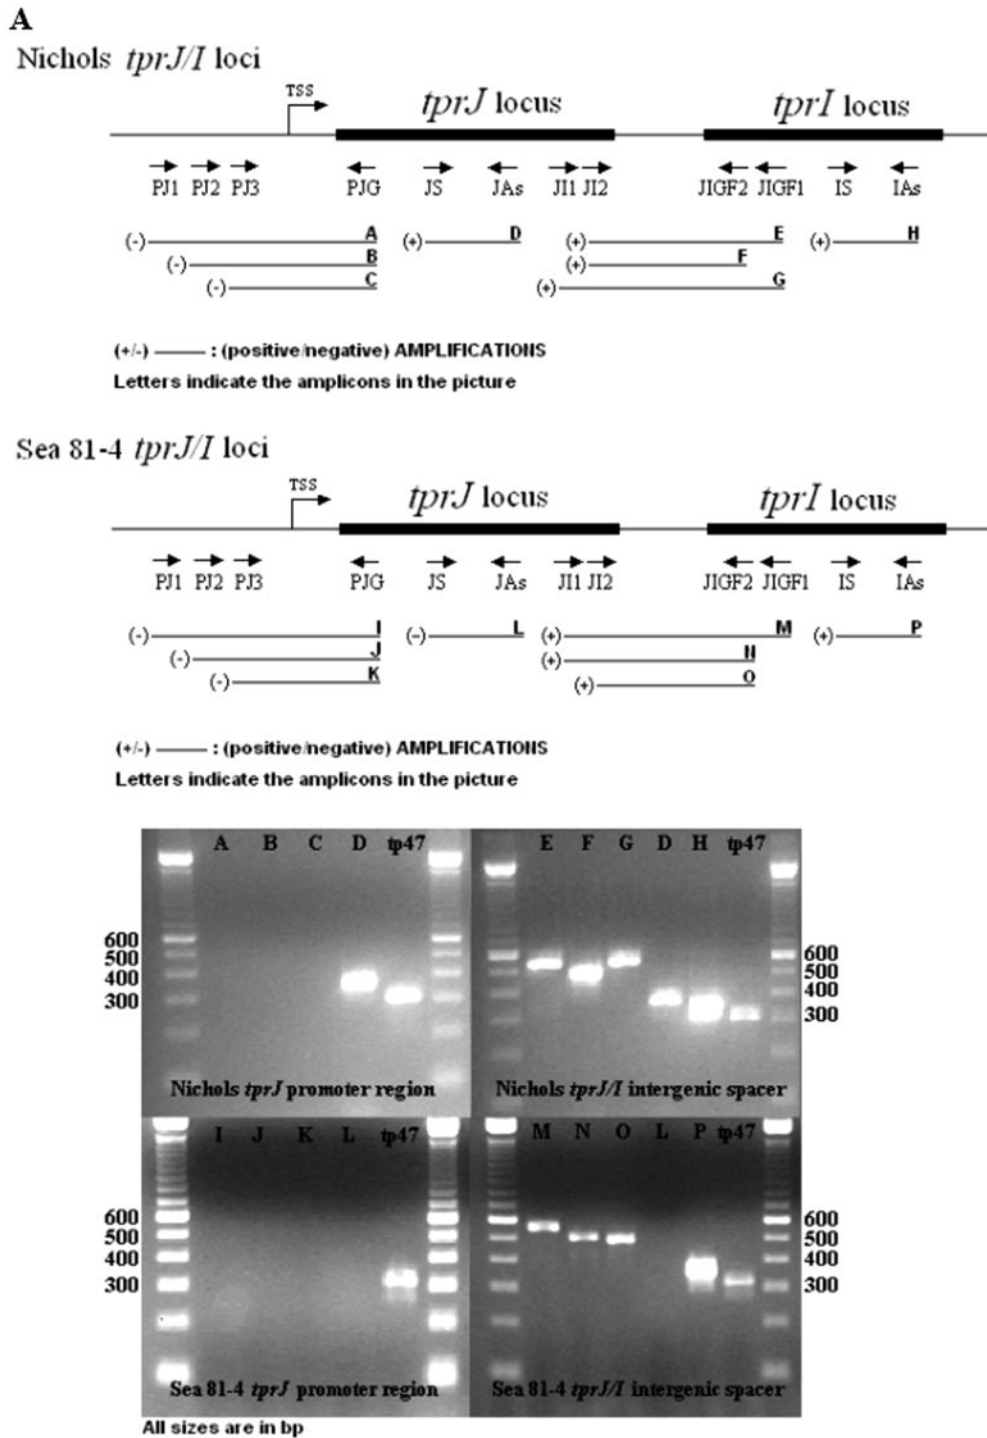 A
Nichols tprJ/I loci
TSS
tprJ locus tprI locus
PJ1 PJ2 PJ3 PJG JS JAs JI1 JI2 JIGF2 JIGF1 IS IAs
(-) A (+) D (+) E (+) H
(-) B (+) F
(-) C (+) G
(+/-) —— : (positive/negative) AMPLIFICATIONS
Letters indicate the amplicons in the picture
Sea 81-4 tprJ/I loci
TSS
tprJ locus tprI locus
PJ1 PJ2 PJ3 PJG JS JAs JI1 JI2 JIGF2 JIGF1 IS IAs
(-) I (-) L (+) M (+) P
(-) J (+) N
(-) K (+) O
(+/-) —— : (positive/negative) AMPLIFICATIONS
Letters indicate the amplicons in the picture
A B C D tp47 E F G D H tp47
600 600
500 500
400 400
300 300
Nichols tprJ promoter region Nichols tprJ/I intergenic spacer
I J K L tp47 M N O L P tp47
600 600
500 500
400 400
300 300
Sea 81-4 tprJ promoter region Sea 81-4 tprJ/I intergenic spacer
All sizes are in bp